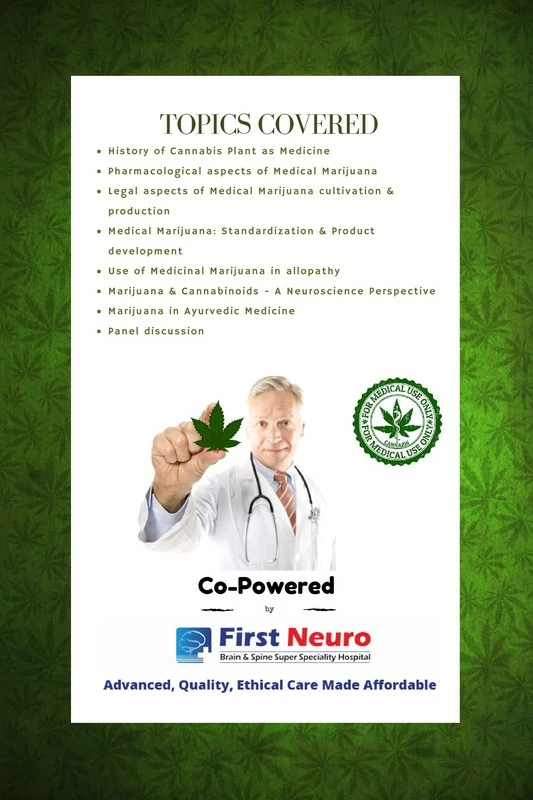 TOPICS COVERED
• History of Cannabis Plant as Medicine
• Pharmacological aspects of Medical Marijuana
• Legal aspects of Medical Marijuana cultivation &
production
• Medical Marijuana: Standardization & Product
development
• Use of Medicinal Marijuana in allopathy
• Marijuana & Cannabinoids - A Neuroscience Perspective
• Marijuana in Ayurvedic Medicine
• Panel discussion
FOR MEDICAL USE ONLY
CANNABIS
FOR MEDICAL USE ONLY
Co-Powered
by
First Neuro
Brain & Spine Super Speciality Hospital
Advanced, Quality, Ethical Care Made Affordable